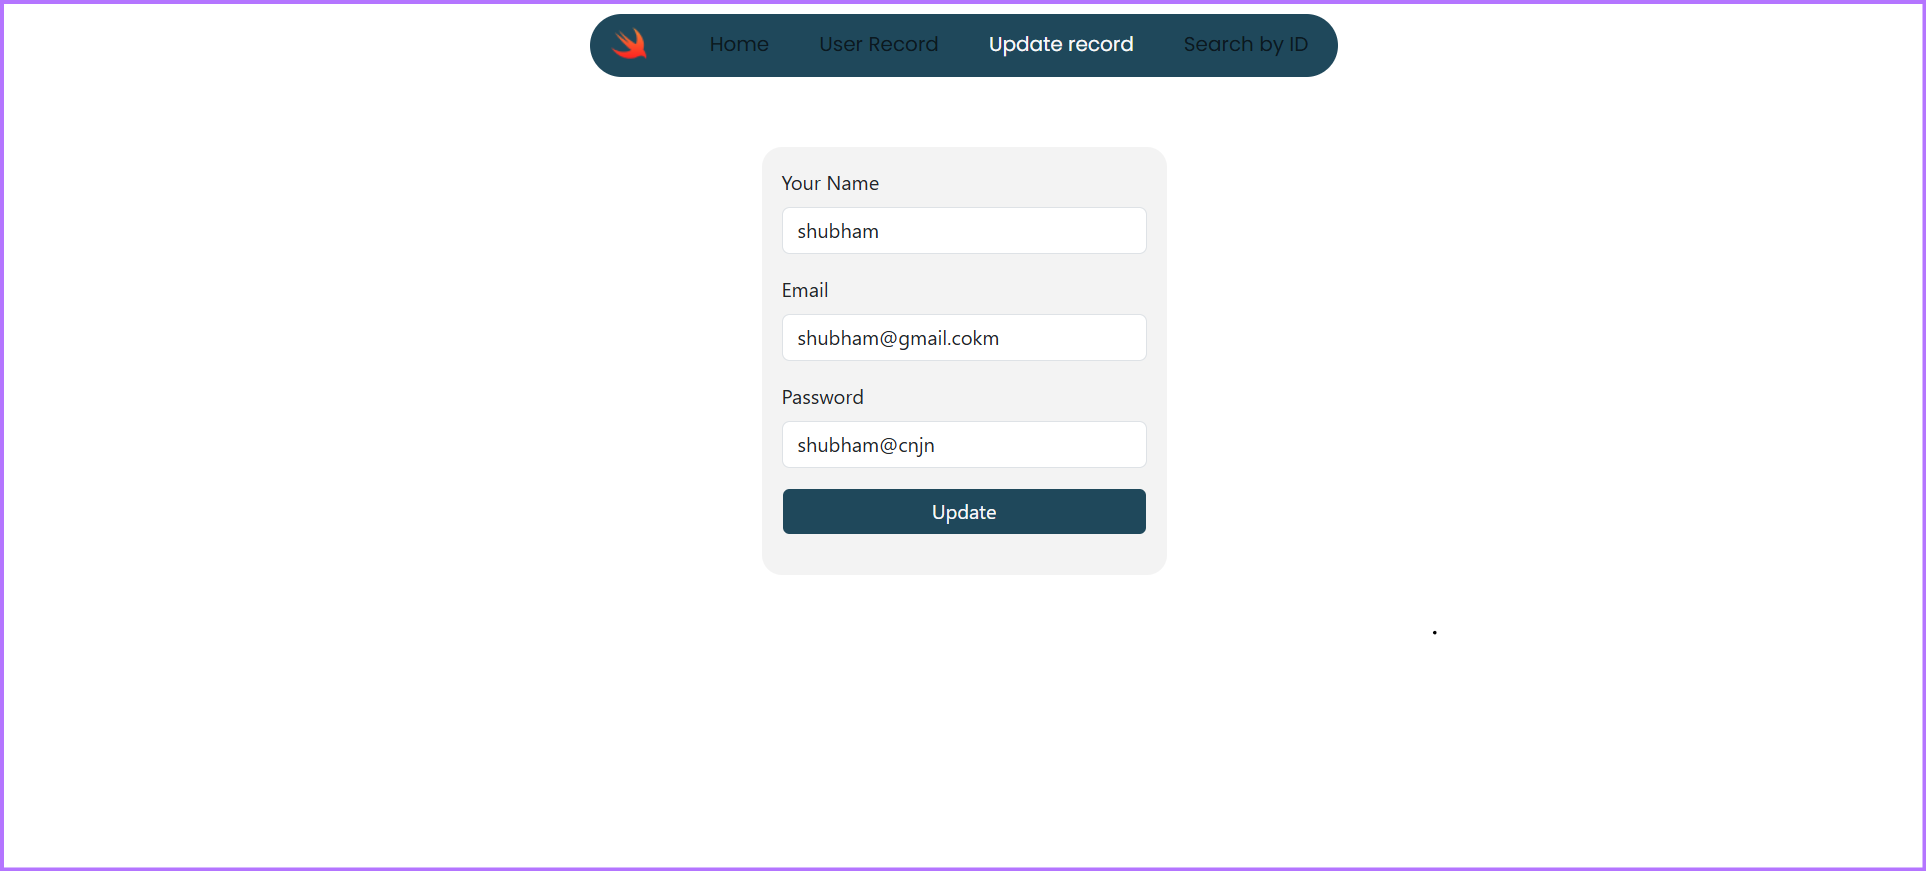 Home User Record Update record Search by ID
Your Name
shubham
Email
shubham@gmail.cokm
Password
shubham@cnjn
Update